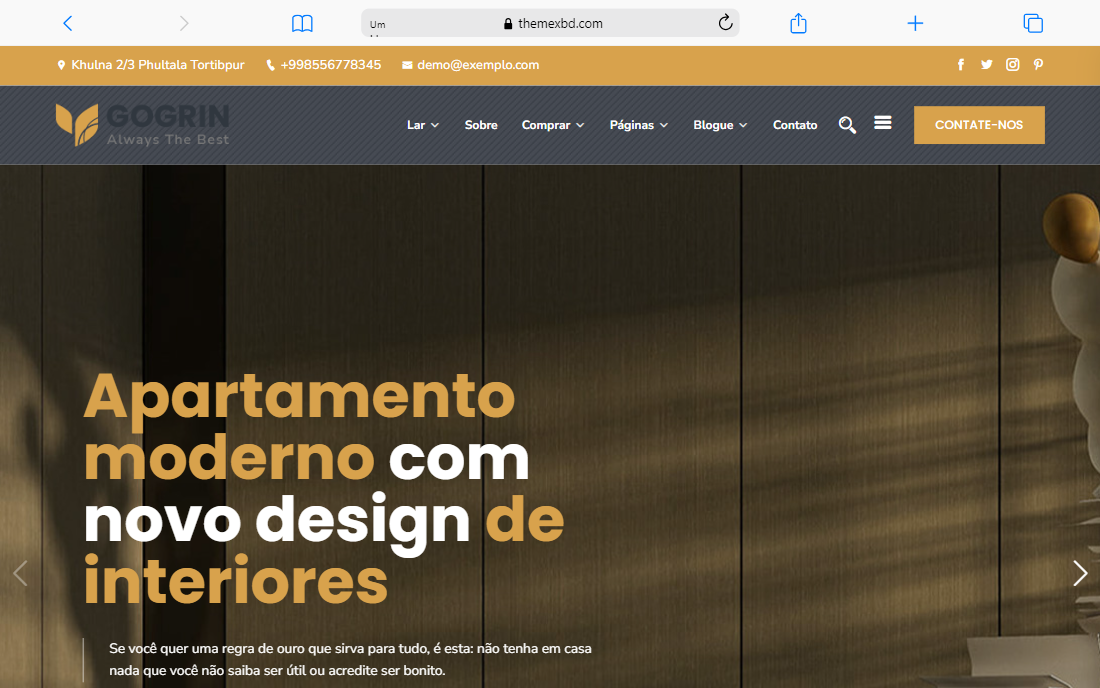 Um
themexbd.com
Khulna 2/3 Phultala Tortibpur
+998556778345
demo@exemplo.com
GOGRIN
Always The Best
Lar
Sobre
Comprar
Páginas
Blogue
Contato
CONTATE-NOS
Apartamento
moderno com
novo design de
interiores
Se você quer uma regra de ouro que sirva para tudo, é esta: não tenha em casa
nada que você não saiba ser útil ou acredite ser bonito.